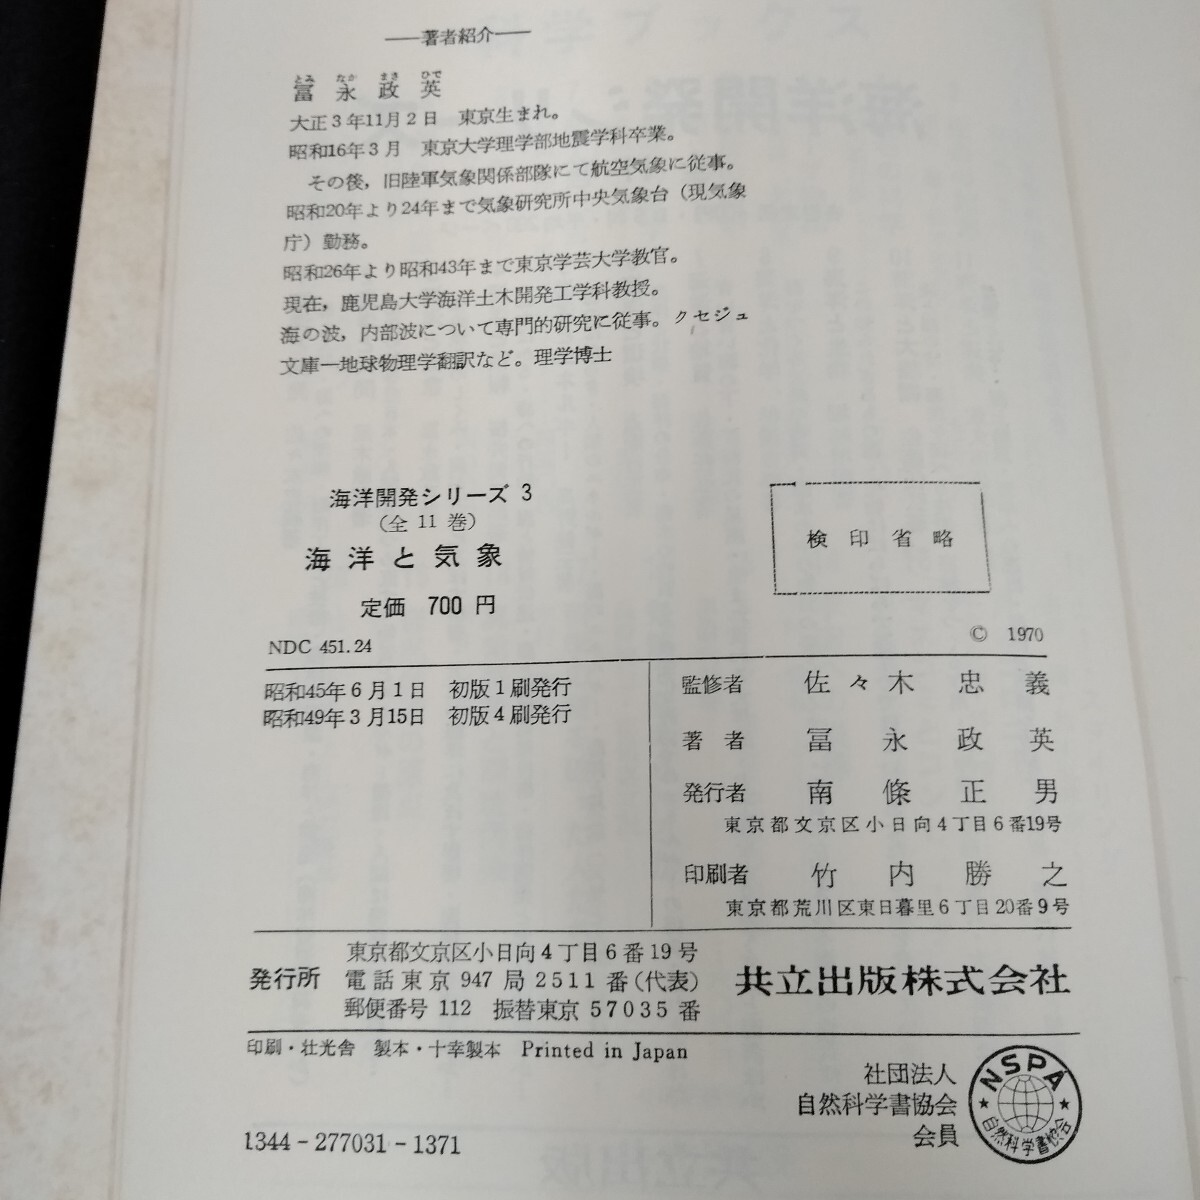 ――著者紹介――
とみ なが まさ ひで
冨 永 政 英
大正3年11月2日 東京生まれ。
昭和16年3月 東京大学理学部地震学科卒業。
その後，旧陸軍気象関係部隊にて航空気象に従事。
昭和20年より24年まで気象研究所中央気象台（現気象
庁）勤務。
昭和26年より昭和43年まで東京学芸大学教官。
現在，鹿児島大学海洋土木開発工学科教授。
海の波，内部波について専門的研究に従事。クセジュ
文庫―地球物理学翻訳など。理学博士
海洋開発シリーズ 3
（全 11 巻）
海洋と気象
定価 700 円
検印省略
NDC 451.24
© 1970
昭和45年6月1日 初版1刷発行
昭和49年3月15日 初版4刷発行
監修者 佐々木 忠 義
著 者 冨 永 政 英
発行者 南 條 正 男
東京都文京区小日向4丁目6番19号
印刷者 竹 内 勝 之
東京都荒川区東日暮里6丁目20番9号
発行所
東京都文京区小日向4丁目6番19号
電話東京 947 局 2511 番（代表）
郵便番号 112 振替東京 57035 番
共立出版株式会社
印刷・壮光舎 製本・十幸製本 Printed in Japan
社団法人
自然科学書協会
会員
NSPA
自然科学書協会
1344-277031-1371